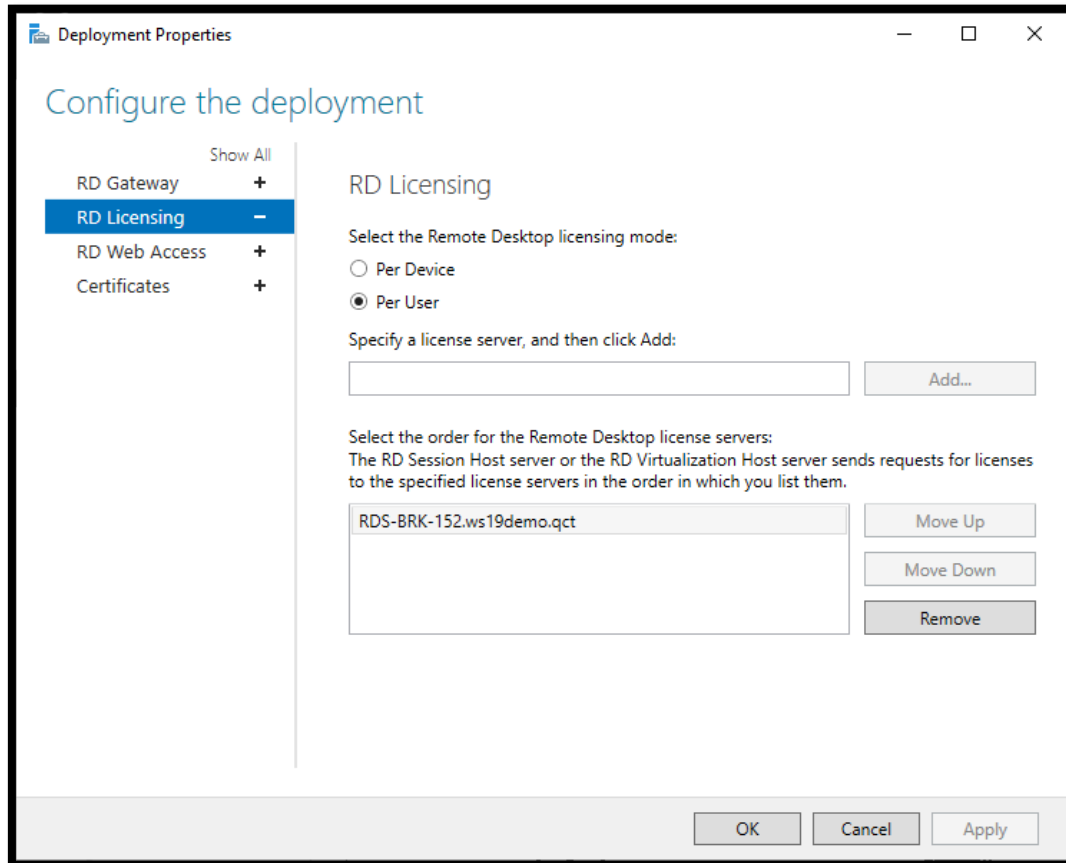 Deployment Properties
Configure the deployment
Show All
RD Gateway
RD Licensing
RD Web Access
Certificates
RD Licensing
Select the Remote Desktop licensing mode:
Per Device
Per User
Specify a license server, and then click Add:
Add...
Select the order for the Remote Desktop license servers:
The RD Session Host server or the RD Virtualization Host server sends requests for licenses
to the specified license servers in the order in which you list them.
RDS-BRK-152.ws19demo.qct
Move Up
Move Down
Remove
OK
Cancel
Apply